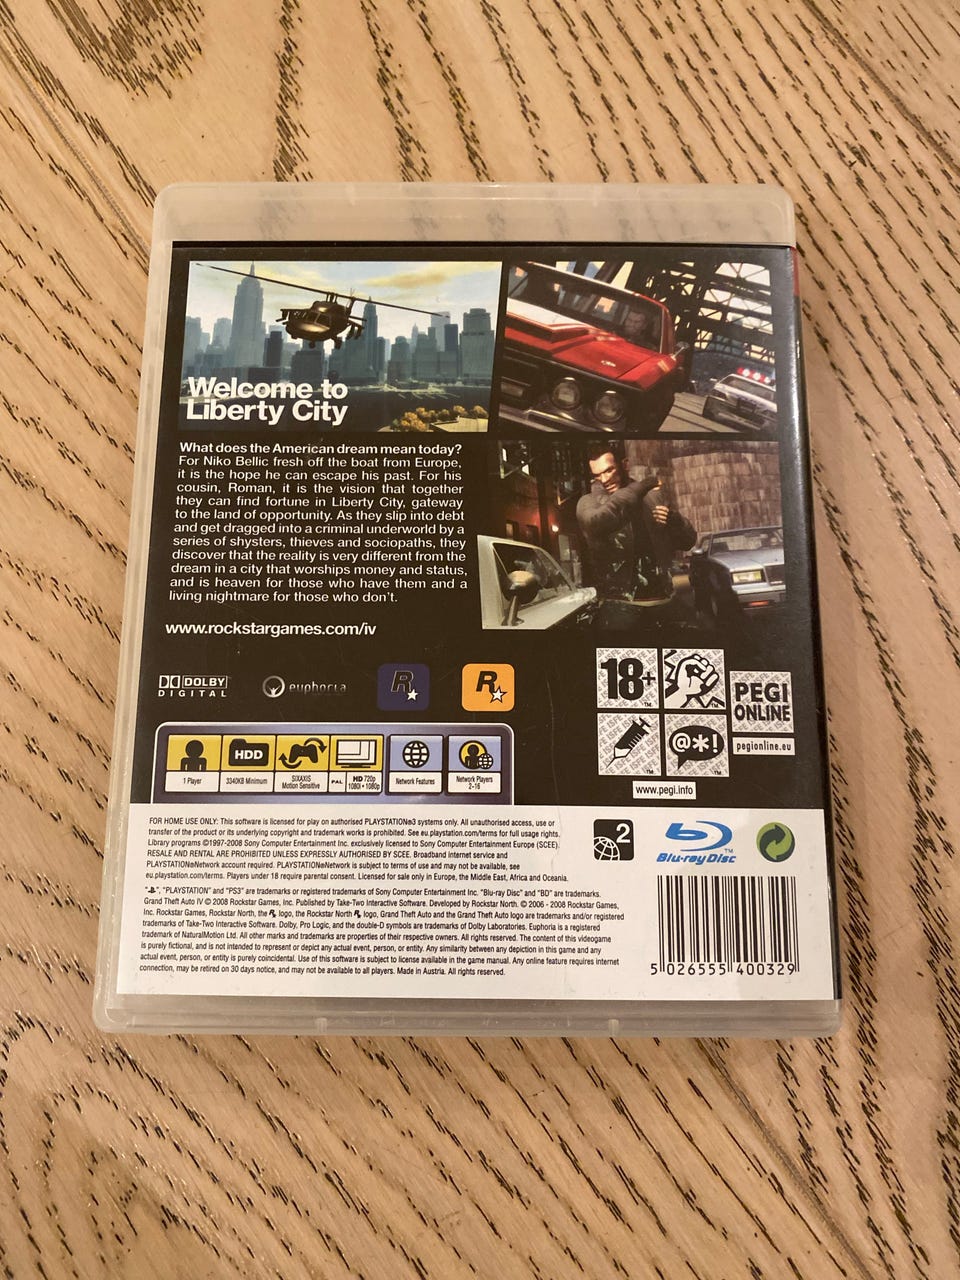 Welcome to
Liberty City
What does the American dream mean today?
For Niko Bellic fresh off the boat from Europe,
it is the hope he can escape his past. For his
cousin, Roman, it is the vision that together
they can find fortune in Liberty City, gateway
to the land of opportunity. As they slip into debt
and get dragged into a criminal underworld by a
series of shysters, thieves and sociopaths, they
discover that the reality is very different from the
dream in a city that worships money and status,
and is heaven for those who have them and a
living nightmare for those who don't.
www.rockstargames.com/iv
DOLBY
DIGITAL
euphoria
R
R
18+
PEGI
ONLINE
pegionline.eu
@*!
www.pegi.info
HDD
1 Player
3340KB Minimum
SIXAXIS
Motion Sensitive
PAL
HD 720p
1080i • 1080p
Network Features
Network Players
2-16
FOR HOME USE ONLY: This software is licensed for play on authorised PLAYSTATION®3 systems only. All unauthorised access, use or
transfer of the product or its underlying copyright and trademark works is prohibited. See eu.playstation.com/terms for full usage rights.
Library programs ©1997-2008 Sony Computer Entertainment Inc. exclusively licensed to Sony Computer Entertainment Europe (SCEE).
RESALE AND RENTAL ARE PROHIBITED UNLESS EXPRESSLY AUTHORISED BY SCEE. Broadband internet service and
PLAYSTATION®Network account required. PLAYSTATION®Network is subject to terms of use and may not be available, see
eu.playstation.com/terms. Players under 18 require parental consent. Licensed for sale only in Europe, the Middle East, Africa and Oceania.
", "PLAYSTATION" and "PS3" are trademarks or registered trademarks of Sony Computer Entertainment Inc. "Blu-ray Disc" and "BD" are trademarks.
Grand Theft Auto IV © 2008 Rockstar Games, Inc. Published by Take-Two Interactive Software. Developed by Rockstar North. © 2006 - 2008 Rockstar Games,
Inc. Rockstar Games, Rockstar North, the R logo, the Rockstar North R logo, Grand Theft Auto and the Grand Theft Auto logo are trademarks and/or registered
trademarks of Take-Two Interactive Software. Dolby, Pro Logic, and the double-D symbols are trademarks of Dolby Laboratories. Euphoria is a registered
trademark of NaturalMotion Ltd. All other marks and trademarks are properties of their respective owners. All rights reserved. The content of this videogame
is purely fictional, and is not intended to represent or depict any actual event, person, or entity. Any similarity between any depiction in this game and any
actual event, person, or entity is purely coincidental. Use of this software is subject to license available in the game manual. Any online feature requires internet
connection, may be retired on 30 days notice, and may not be available to all players. Made in Austria. All rights reserved.
2
Blu-ray Disc
5 026555 400329